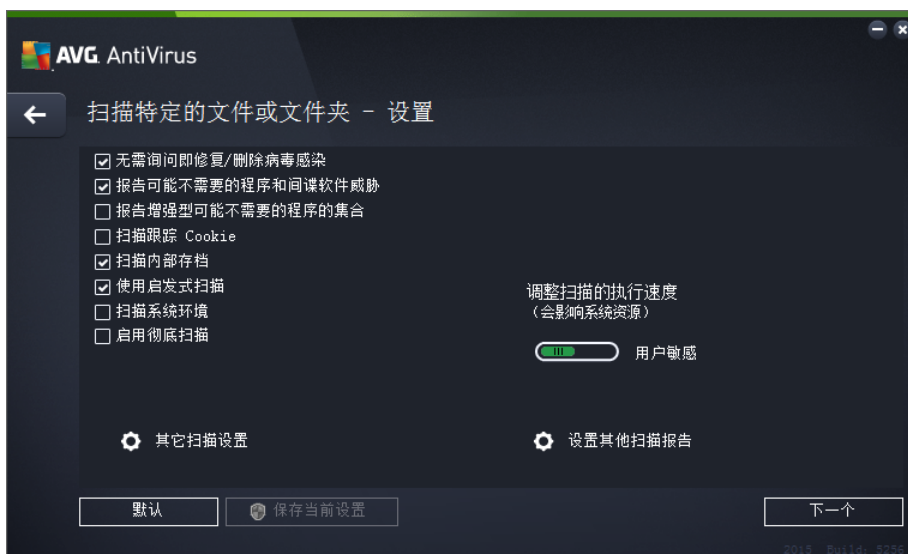 AVG. AntiVirus
扫描特定的文件或文件夹 - 设置
无需询问即修复/删除病毒感染
报告可能不需要的程序和间谍软件威胁
报告增强型可能不需要的程序的集合
扫描跟踪 Cookie
扫描内部存档
使用启发式扫描
扫描系统环境
启用彻底扫描
调整扫描的执行速度
(会影响系统资源)
用户敏感
其它扫描设置
设置其他扫描报告
默认
保存当前设置
下一个
2015 Build: 5256